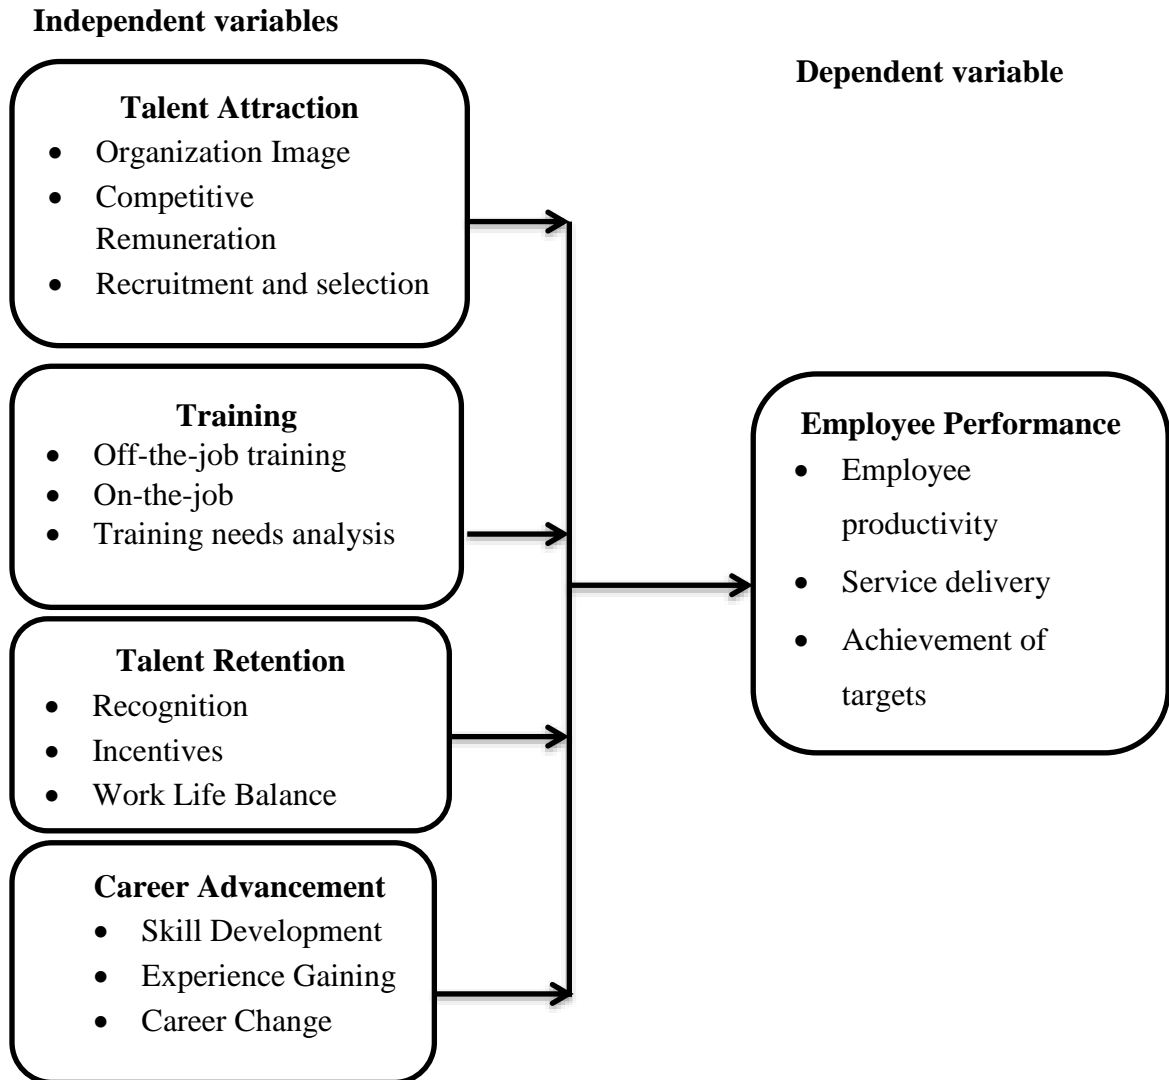 Independent variables
Dependent variable
Talent Attraction
• Organization Image
• Competitive
Remuneration
• Recruitment and selection
Training
• Off-the-job training
• On-the-job
• Training needs analysis
Talent Retention
• Recognition
• Incentives
• Work Life Balance
Career Advancement
• Skill Development
• Experience Gaining
• Career Change
Employee Performance
• Employee
productivity
• Service delivery
• Achievement of
targets